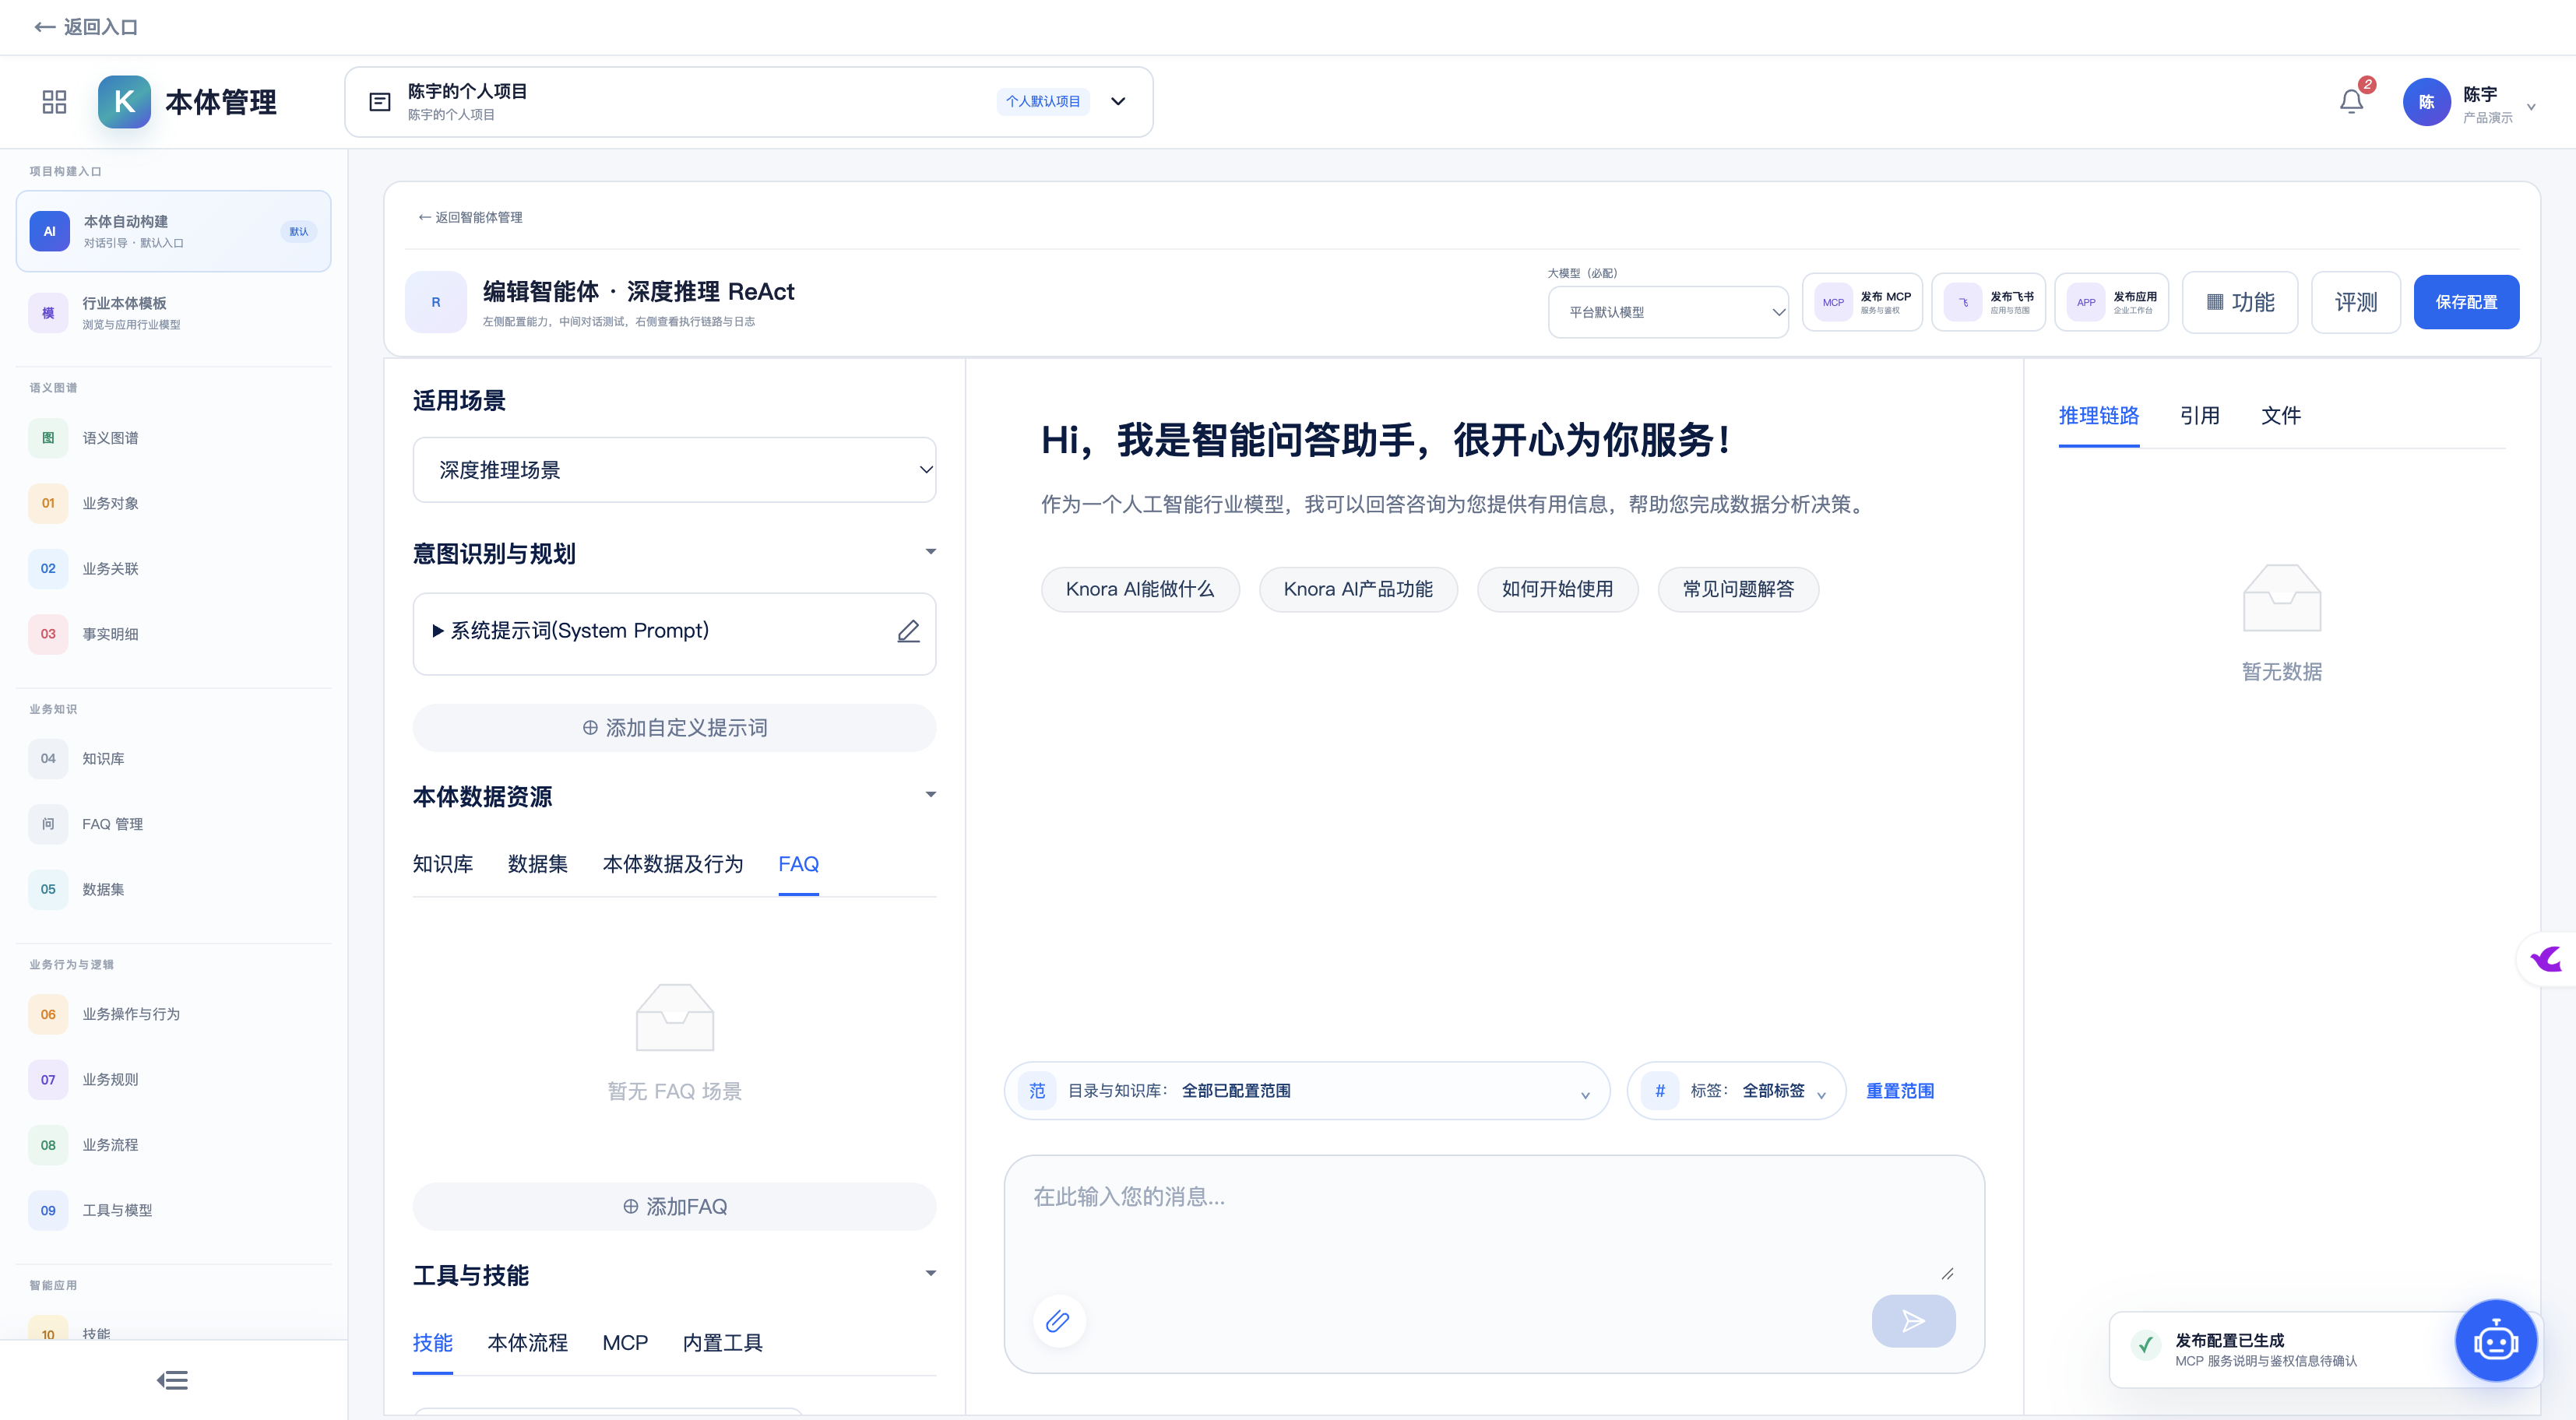 ← 返回入口
K 本体管理
陈宇的个人项目
陈宇的个人项目
个人默认项目
2
陈
陈宇
产品演示
项目构建入口
AI
本体自动构建
对话引导 · 默认入口
默认
模
行业本体模板
浏览与应用行业模型
语义图谱
图 语义图谱
01 业务对象
02 业务关联
03 事实明细
业务知识
04 知识库
问 FAQ 管理
05 数据集
业务行为与逻辑
06 业务操作与行为
07 业务规则
08 业务流程
09 工具与模型
智能应用
10 技能
← 返回智能体管理
R
编辑智能体 · 深度推理 ReAct
左侧配置能力，中间对话测试，右侧查看执行链路与日志
大模型（必配）
平台默认模型
MCP
发布 MCP
服务与鉴权
飞
发布飞书
应用与范围
APP
发布应用
企业工作台
▦ 功能
评测
保存配置
适用场景
深度推理场景
意图识别与规划
▶ 系统提示词(System Prompt)
⊕ 添加自定义提示词
本体数据资源
知识库 数据集 本体数据及行为 FAQ
暂无 FAQ 场景
⊕ 添加FAQ
工具与技能
技能 本体流程 MCP 内置工具
Hi，我是智能问答助手，很开心为你服务！
作为一个人工智能行业模型，我可以回答咨询为您提供有用信息，帮助您完成数据分析决策。
Knora AI能做什么 Knora AI产品功能 如何开始使用 常见问题解答
范 目录与知识库： 全部已配置范围
# 标签： 全部标签
重置范围
在此输入您的消息...
推理链路 引用 文件
暂无数据
发布配置已生成
MCP 服务说明与鉴权信息待确认